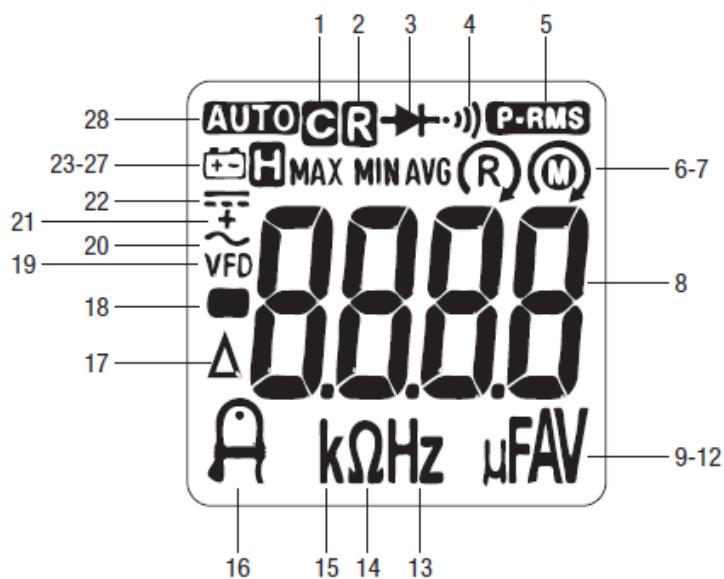 1 2 3 4 5
28 AUTO C R P-RMS
23-27 + - H MAX MIN AVG R M 6-7
22
21 +
20 ~
19 VFD
8.8.8.8 8
18
17 Δ
kΩHz µFAV 9-12
16 15 14 13